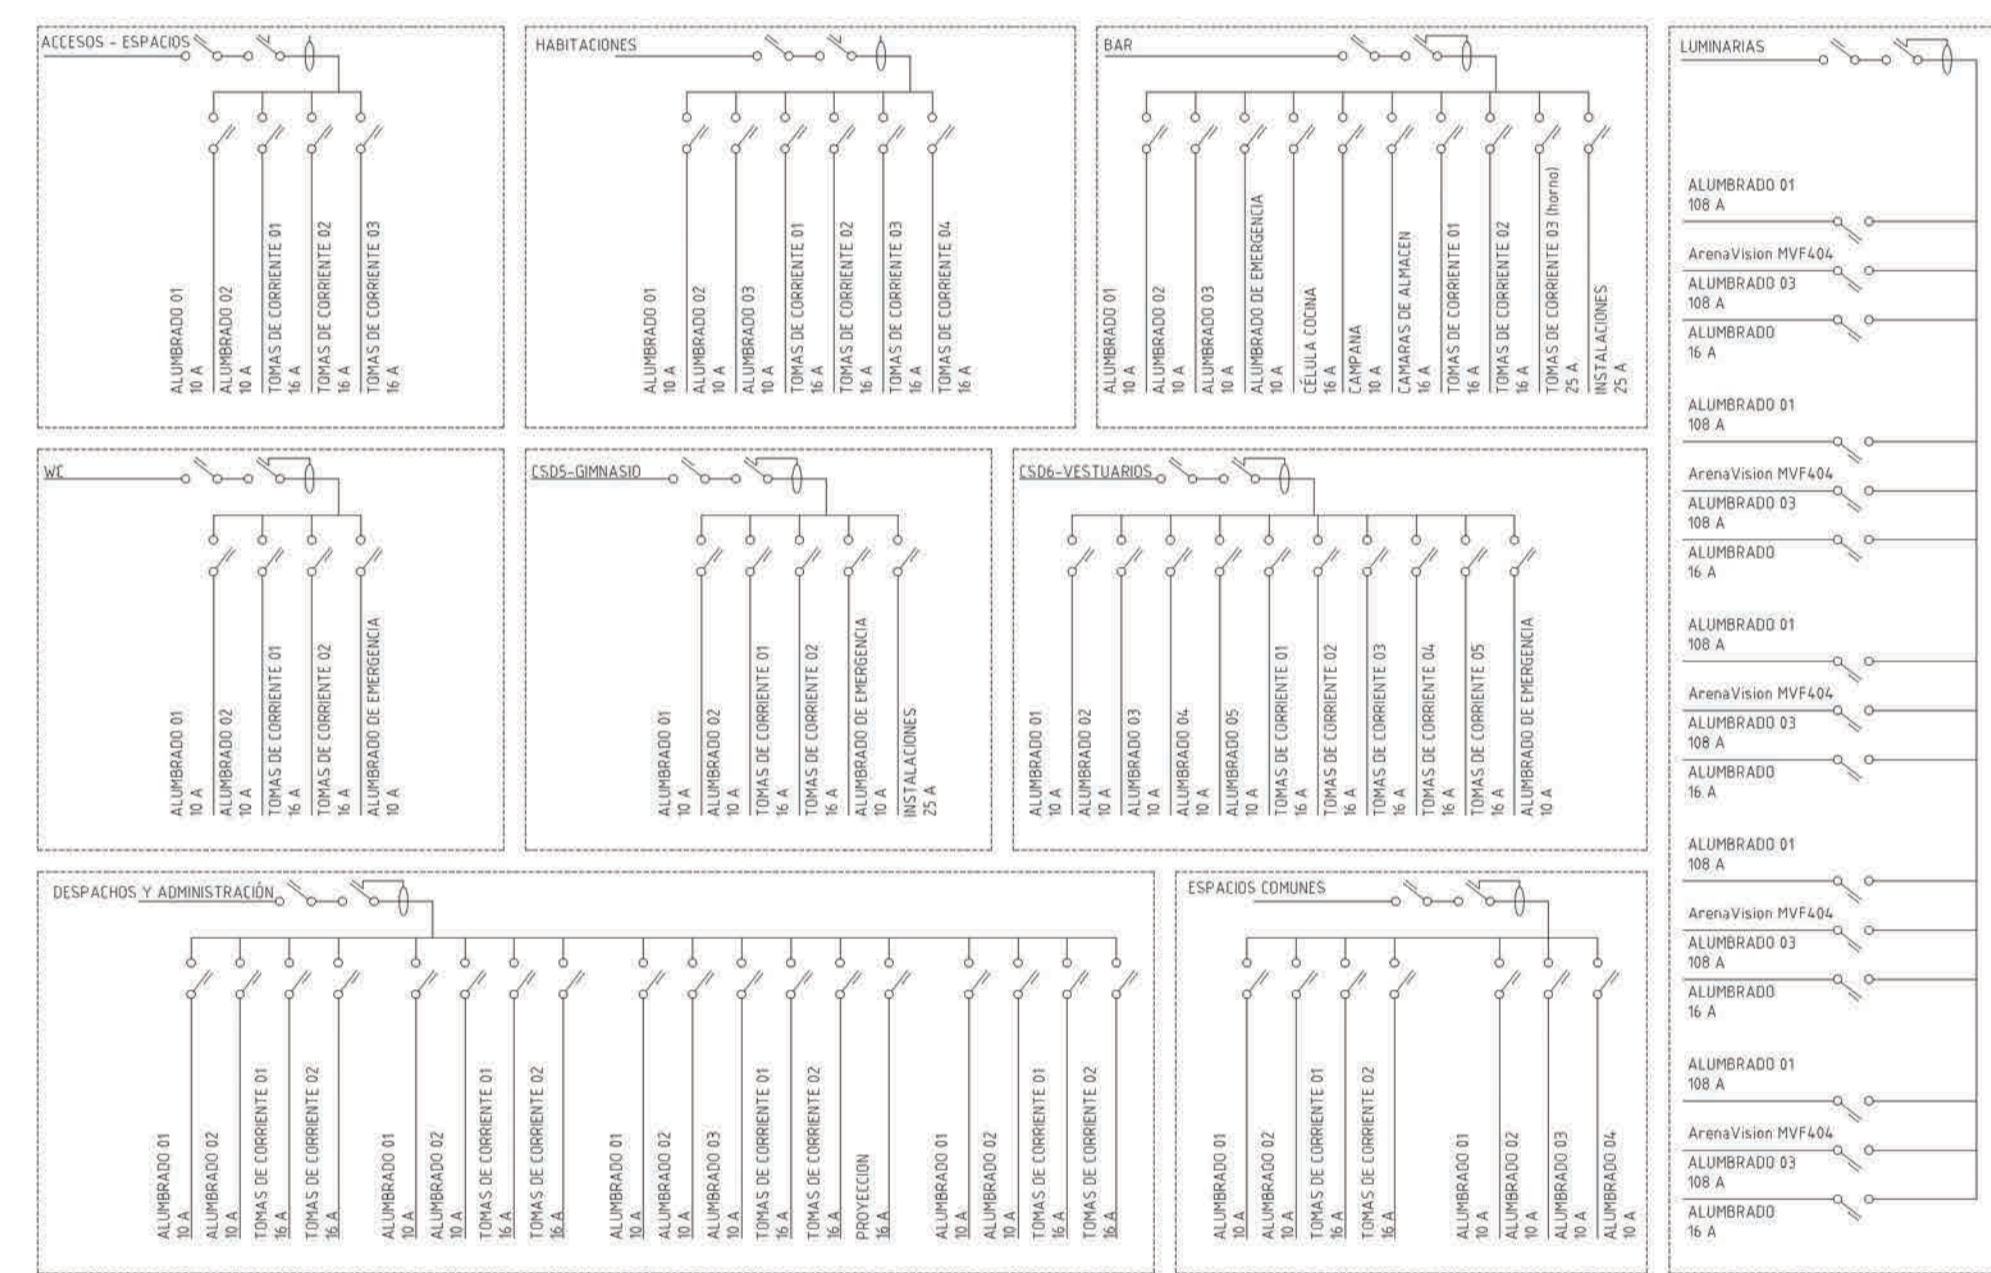 ACCESOS - ESPACIOS
ALUMBRADO 01
10 A
ALUMBRADO 02
10 A
TOMAS DE CORRIENTE 01
16 A
TOMAS DE CORRIENTE 02
16 A
TOMAS DE CORRIENTE 03
16 A
HABITACIONES
ALUMBRADO 01
10 A
ALUMBRADO 02
10 A
ALUMBRADO 03
10 A
TOMAS DE CORRIENTE 01
16 A
TOMAS DE CORRIENTE 02
16 A
TOMAS DE CORRIENTE 03
16 A
TOMAS DE CORRIENTE 04
16 A
BAR
ALUMBRADO 01
10 A
ALUMBRADO 02
10 A
ALUMBRADO 03
10 A
ALUMBRADO DE EMERGENCIA
10 A
CÉLULA COCINA
16 A
CAMPANA
10 A
CAMARAS DE ALMACEN
16 A
TOMAS DE CORRIENTE 01
16 A
TOMAS DE CORRIENTE 02
16 A
TOMAS DE CORRIENTE 03 (horno)
25 A
INSTALACIONES
25 A
WC
ALUMBRADO 01
10 A
ALUMBRADO 02
10 A
TOMAS DE CORRIENTE 01
16 A
TOMAS DE CORRIENTE 02
16 A
ALUMBRADO DE EMERGENCIA
10 A
CSD5-GIMNASIO
ALUMBRADO 01
10 A
ALUMBRADO 02
10 A
TOMAS DE CORRIENTE 01
16 A
TOMAS DE CORRIENTE 02
16 A
ALUMBRADO DE EMERGENCIA
10 A
INSTALACIONES
25 A
CSD6-VESTUARIOS
ALUMBRADO 01
10 A
ALUMBRADO 02
10 A
ALUMBRADO 03
10 A
ALUMBRADO 04
10 A
ALUMBRADO 05
10 A
TOMAS DE CORRIENTE 01
16 A
TOMAS DE CORRIENTE 02
16 A
TOMAS DE CORRIENTE 03
16 A
TOMAS DE CORRIENTE 04
16 A
TOMAS DE CORRIENTE 05
16 A
ALUMBRADO DE EMERGENCIA
10 A
DESPACHOS Y ADMINISTRACIÓN
ALUMBRADO 01
10 A
ALUMBRADO 02
10 A
TOMAS DE CORRIENTE 01
16 A
TOMAS DE CORRIENTE 02
16 A
ALUMBRADO 01
10 A
ALUMBRADO 02
10 A
TOMAS DE CORRIENTE 01
16 A
TOMAS DE CORRIENTE 02
16 A
ALUMBRADO 01
10 A
ALUMBRADO 02
10 A
ALUMBRADO 03
10 A
TOMAS DE CORRIENTE 01
16 A
TOMAS DE CORRIENTE 02
16 A
PROYECCION
16 A
ALUMBRADO 01
10 A
ALUMBRADO 02
10 A
TOMAS DE CORRIENTE 01
16 A
TOMAS DE CORRIENTE 02
16 A
ESPACIOS COMUNES
ALUMBRADO 01
10 A
ALUMBRADO 02
10 A
TOMAS DE CORRIENTE 01
16 A
TOMAS DE CORRIENTE 02
16 A
ALUMBRADO 01
10 A
ALUMBRADO 02
10 A
ALUMBRADO 03
10 A
ALUMBRADO 04
10 A
LUMINARIAS
ALUMBRADO 01
108 A
ArenaVision MVF404
ALUMBRADO 03
108 A
ALUMBRADO
16 A
ALUMBRADO 01
108 A
ArenaVision MVF404
ALUMBRADO 03
108 A
ALUMBRADO
16 A
ALUMBRADO 01
108 A
ArenaVision MVF404
ALUMBRADO 03
108 A
ALUMBRADO
16 A
ALUMBRADO 01
108 A
ArenaVision MVF404
ALUMBRADO 03
108 A
ALUMBRADO
16 A
ALUMBRADO 01
108 A
ArenaVision MVF404
ALUMBRADO 03
108 A
ALUMBRADO
16 A